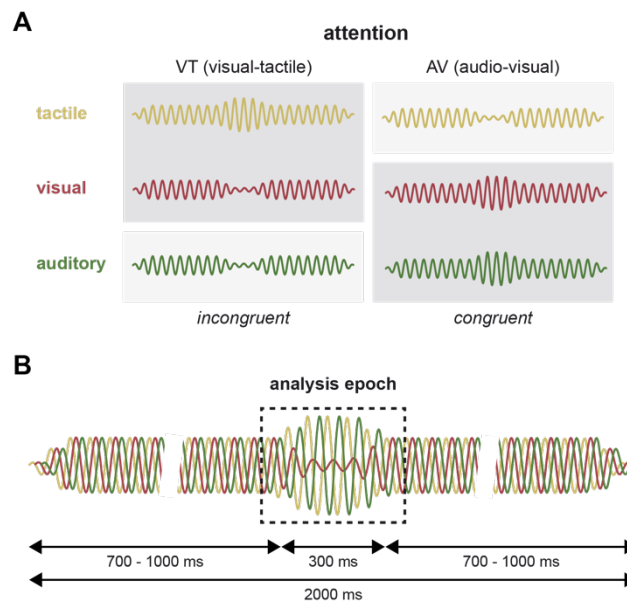 A
attention
VT (visual-tactile)
AV (audio-visual)
tactile
visual
auditory
incongruent
congruent
B
analysis epoch
700 - 1000 ms
300 ms
700 - 1000 ms
2000 ms